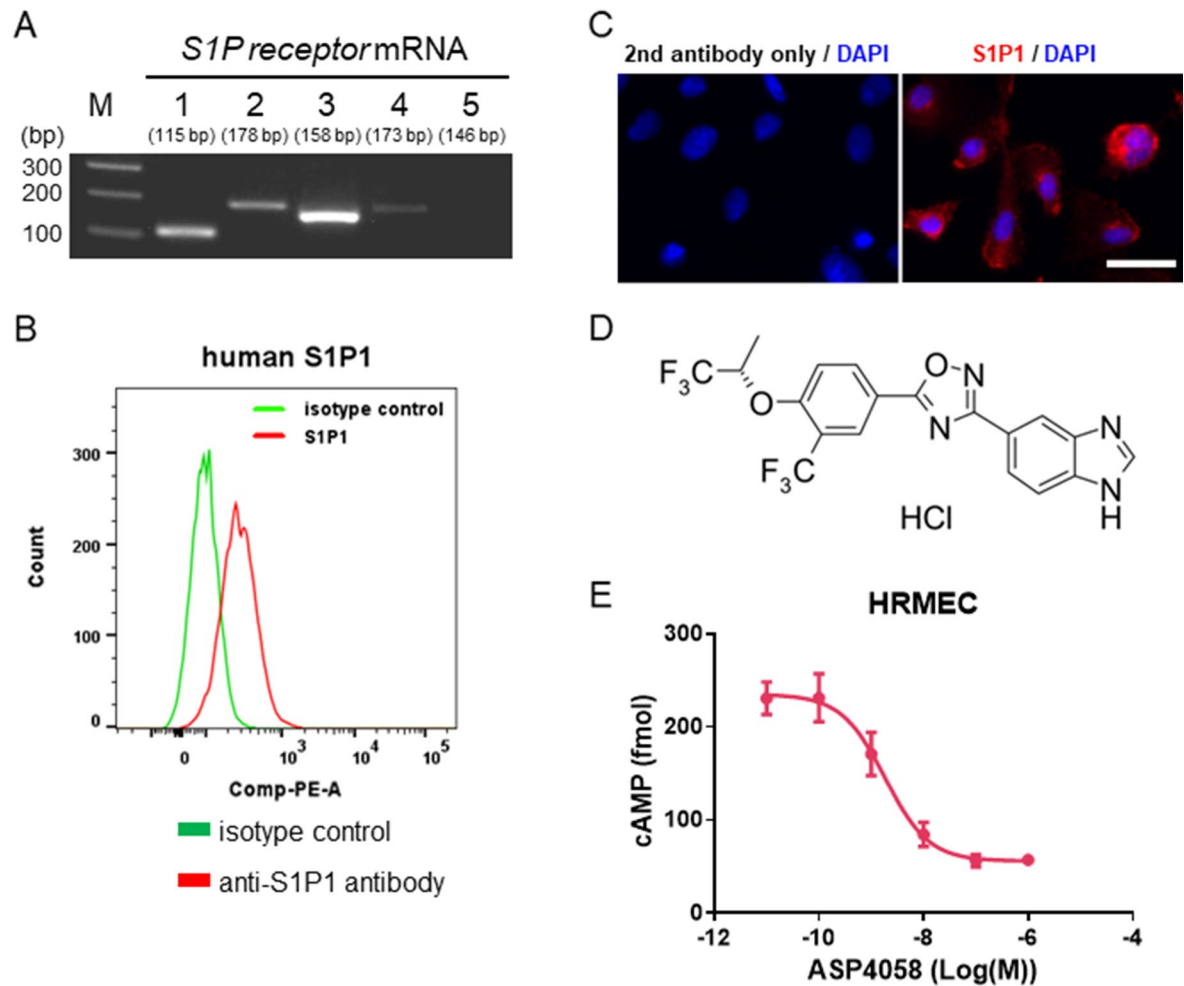 A
S1P receptor mRNA
M 1 2 3 4 5
(bp) (115 bp) (178 bp) (158 bp) (173 bp) (146 bp)
300
200
100
B
human S1P1
isotype control
S1P1
300
200
100
0
Count
0 10³ 10⁴ 10⁵
Comp-PE-A
isotype control
anti-S1P1 antibody
C
2nd antibody only / DAPI
S1P1 / DAPI
D
F₃C
O
F₃C
O
N
N
N
N
H
HCl
E
HRMEC
300
200
100
0
cAMP (fmol)
-12 -10 -8 -6 -4
ASP4058 (Log(M))